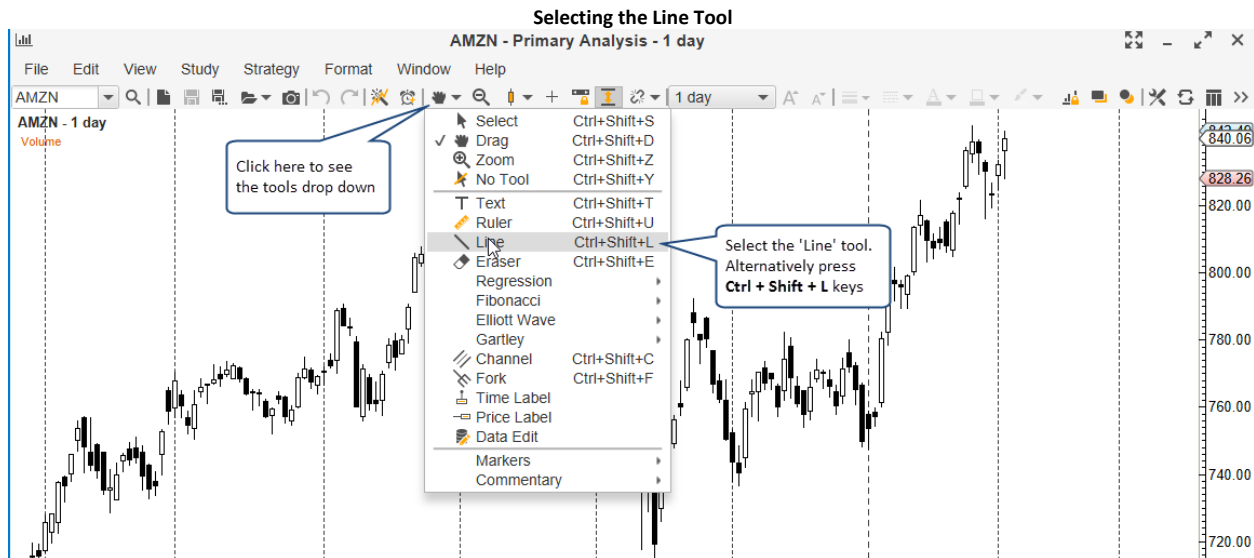 Selecting the Line Tool
AMZN - Primary Analysis - 1 day
File Edit View Study Strategy Format Window Help
AMZN
1 day
AMZN - 1 day
Volume
Click here to see
the tools drop down
Select Ctrl+Shift+S
Drag Ctrl+Shift+D
Zoom Ctrl+Shift+Z
No Tool Ctrl+Shift+Y
Text Ctrl+Shift+T
Ruler Ctrl+Shift+U
Line Ctrl+Shift+L
Eraser Ctrl+Shift+E
Regression
Fibonacci
Elliott Wave
Gartley
Channel Ctrl+Shift+C
Fork Ctrl+Shift+F
Time Label
Price Label
Data Edit
Markers
Commentary
Select the 'Line' tool.
Alternatively press
Ctrl + Shift + L keys
840.06
828.26
820.00
800.00
780.00
760.00
740.00
720.00